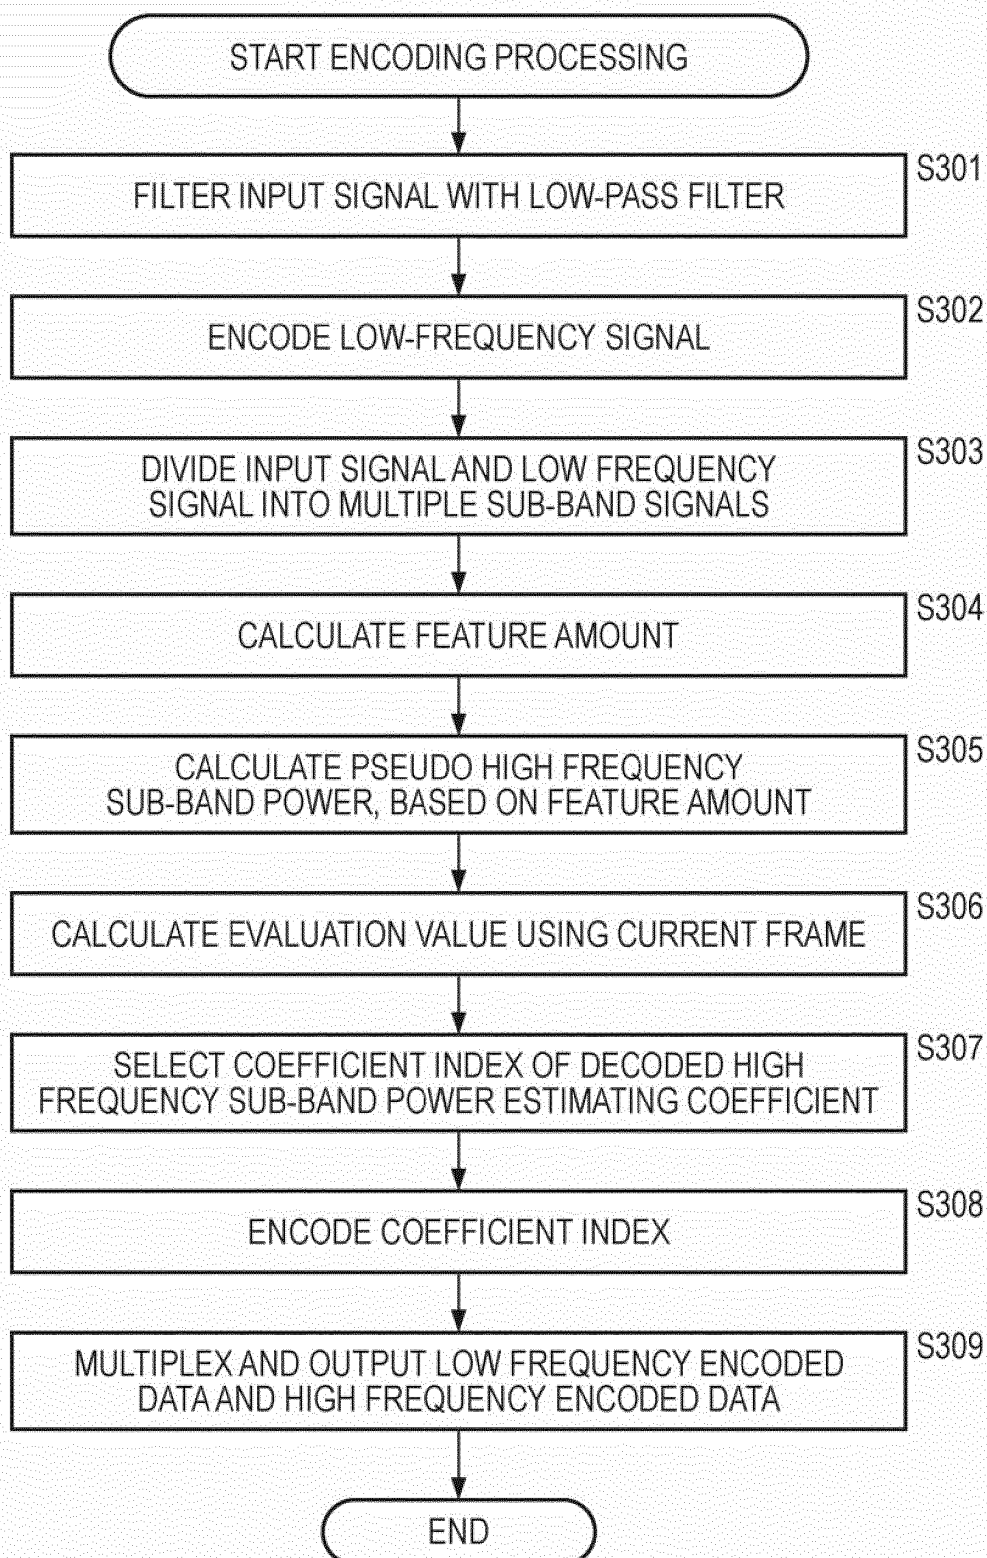 START ENCODING PROCESSING
S301
FILTER INPUT SIGNAL WITH LOW-PASS FILTER
S302
ENCODE LOW-FREQUENCY SIGNAL
S303
DIVIDE INPUT SIGNAL AND LOW FREQUENCY
SIGNAL INTO MULTIPLE SUB-BAND SIGNALS
S304
CALCULATE FEATURE AMOUNT
S305
CALCULATE PSEUDO HIGH FREQUENCY
SUB-BAND POWER, BASED ON FEATURE AMOUNT
S306
CALCULATE EVALUATION VALUE USING CURRENT FRAME
S307
SELECT COEFFICIENT INDEX OF DECODED HIGH
FREQUENCY SUB-BAND POWER ESTIMATING COEFFICIENT
S308
ENCODE COEFFICIENT INDEX
S309
MULTIPLEX AND OUTPUT LOW FREQUENCY ENCODED
DATA AND HIGH FREQUENCY ENCODED DATA
END